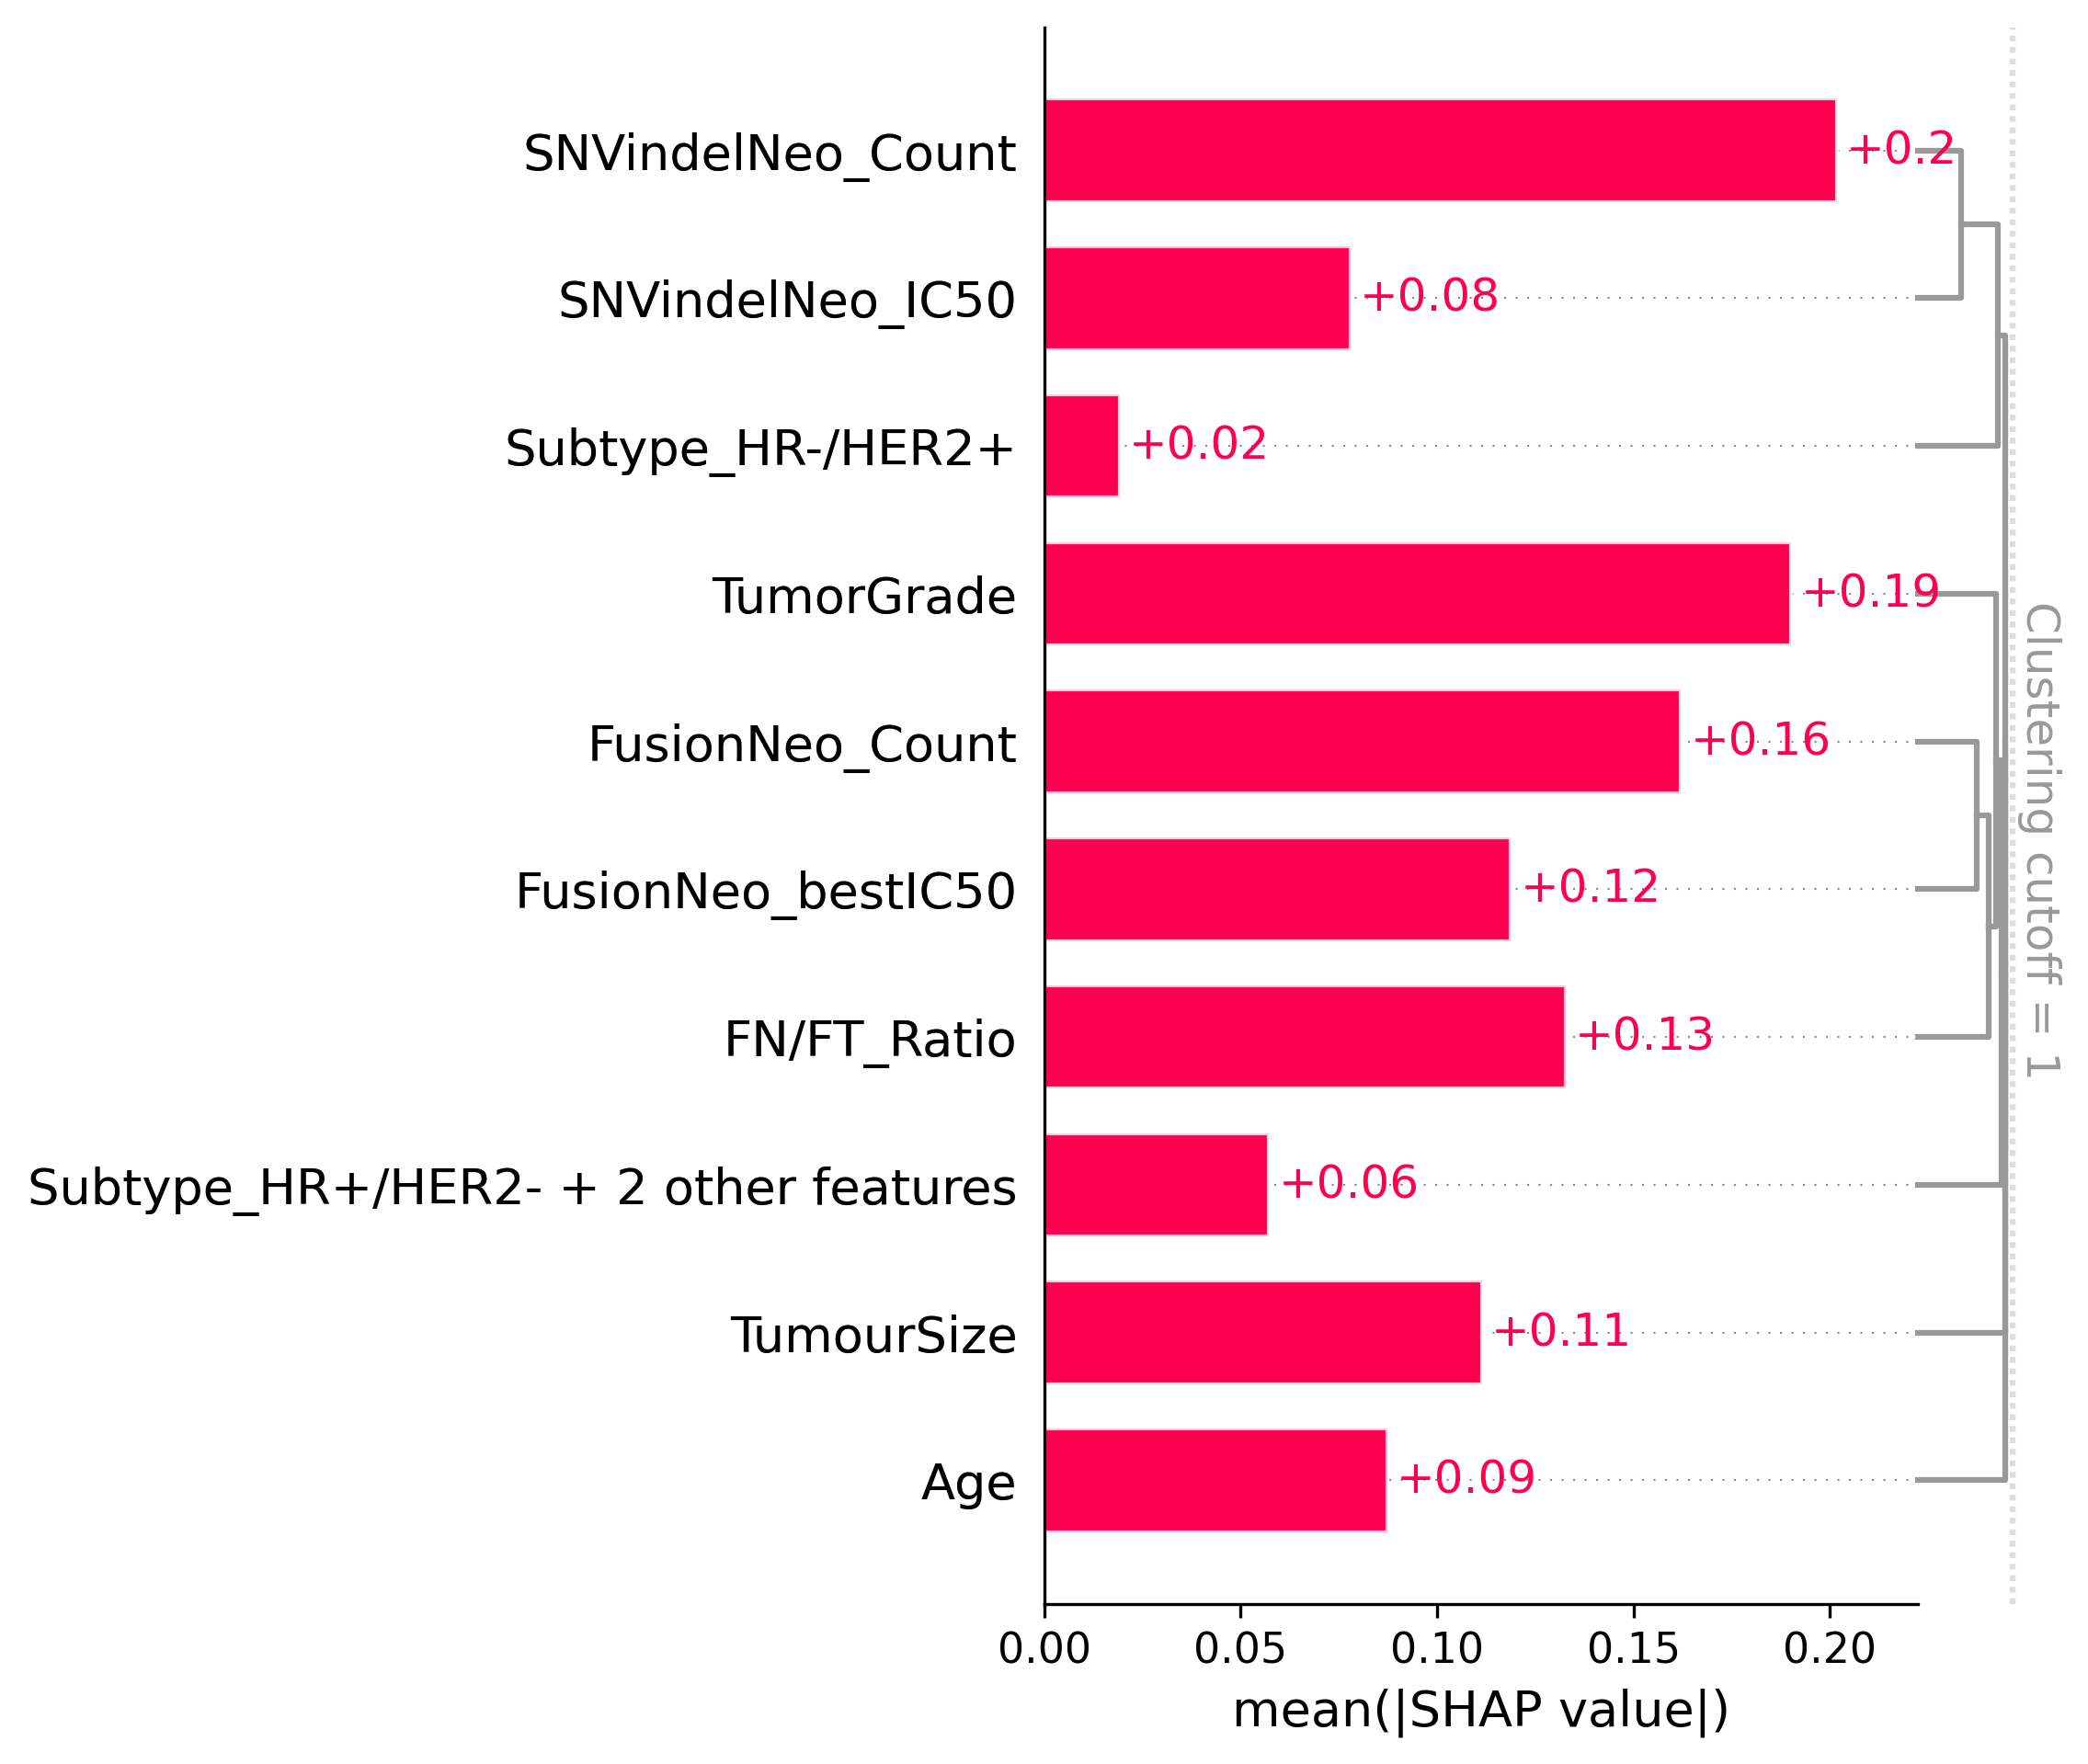 SNVindelNeo_Count
+0.2
SNVindelNeo_IC50
+0.08
Subtype_HR-/HER2+
+0.02
TumorGrade
+0.19
FusionNeo_Count
+0.16
FusionNeo_bestIC50
+0.12
FN/FT_Ratio
+0.13
Subtype_HR+/HER2- + 2 other features
+0.06
TumourSize
+0.11
Age
+0.09
Clustering cutoff = 1
0.00 0.05 0.10 0.15 0.20
mean(|SHAP value|)